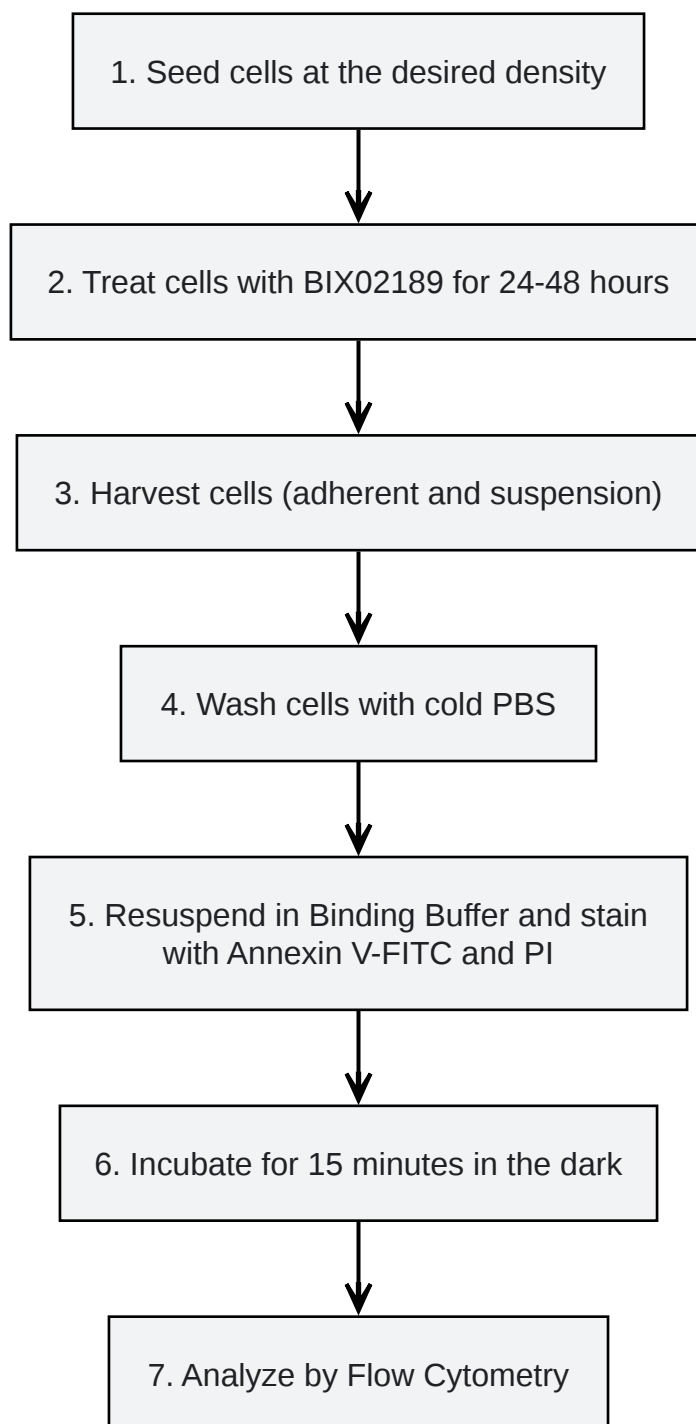 1. Seed cells at the desired density
2. Treat cells with BIX02189 for 24-48 hours
3. Harvest cells (adherent and suspension)
4. Wash cells with cold PBS
5. Resuspend in Binding Buffer and stain
with Annexin V-FITC and PI
6. Incubate for 15 minutes in the dark
7. Analyze by Flow Cytometry